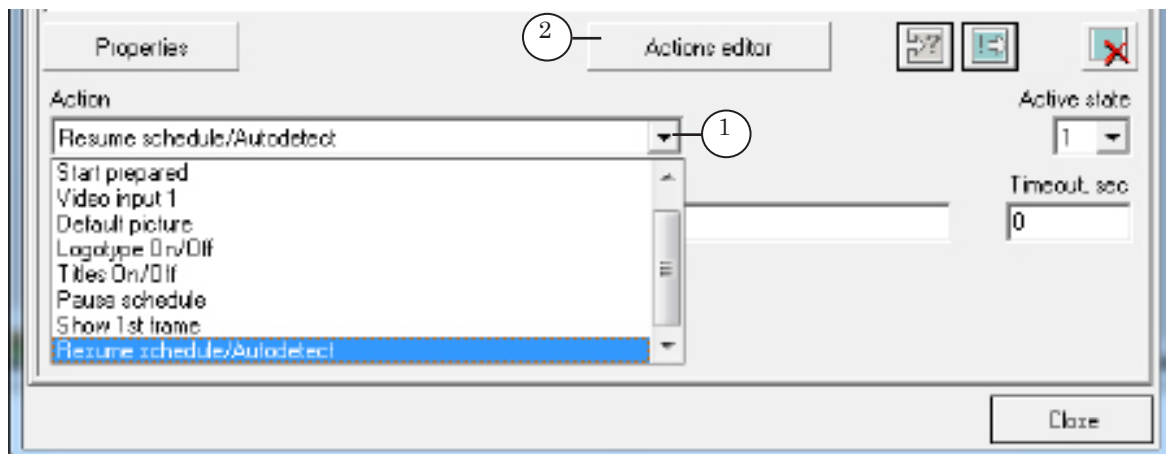 Properties
2
Actions editor
Action
Active state
Resume schedule/Autodetect
1
1
Start prepared
Video input 1
Default picture
Logotype On/Off
Titles On/Off
Pause schedule
Show 1st frame
Resume schedule/Autodetect
Timeout, sec
0
Close